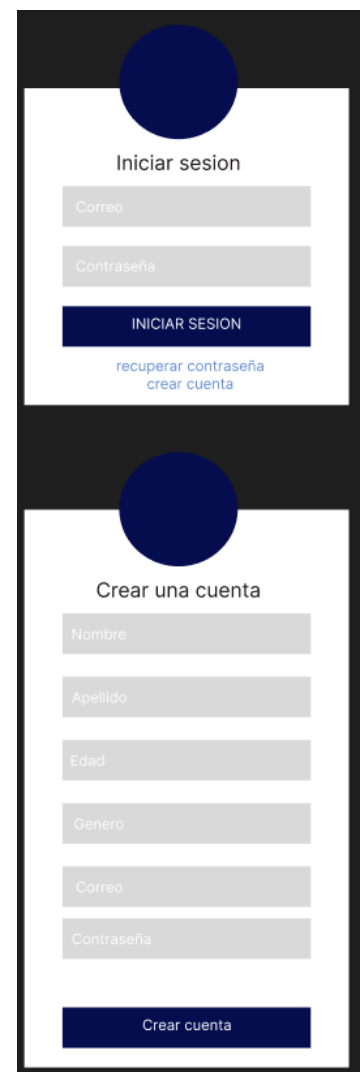 Iniciar sesion
Correo
Contraseña
INICIAR SESION
recuperar contraseña
crear cuenta
Crear una cuenta
Nombre
Apellido
Edad
Genero
Correo
Contraseña
Crear cuenta